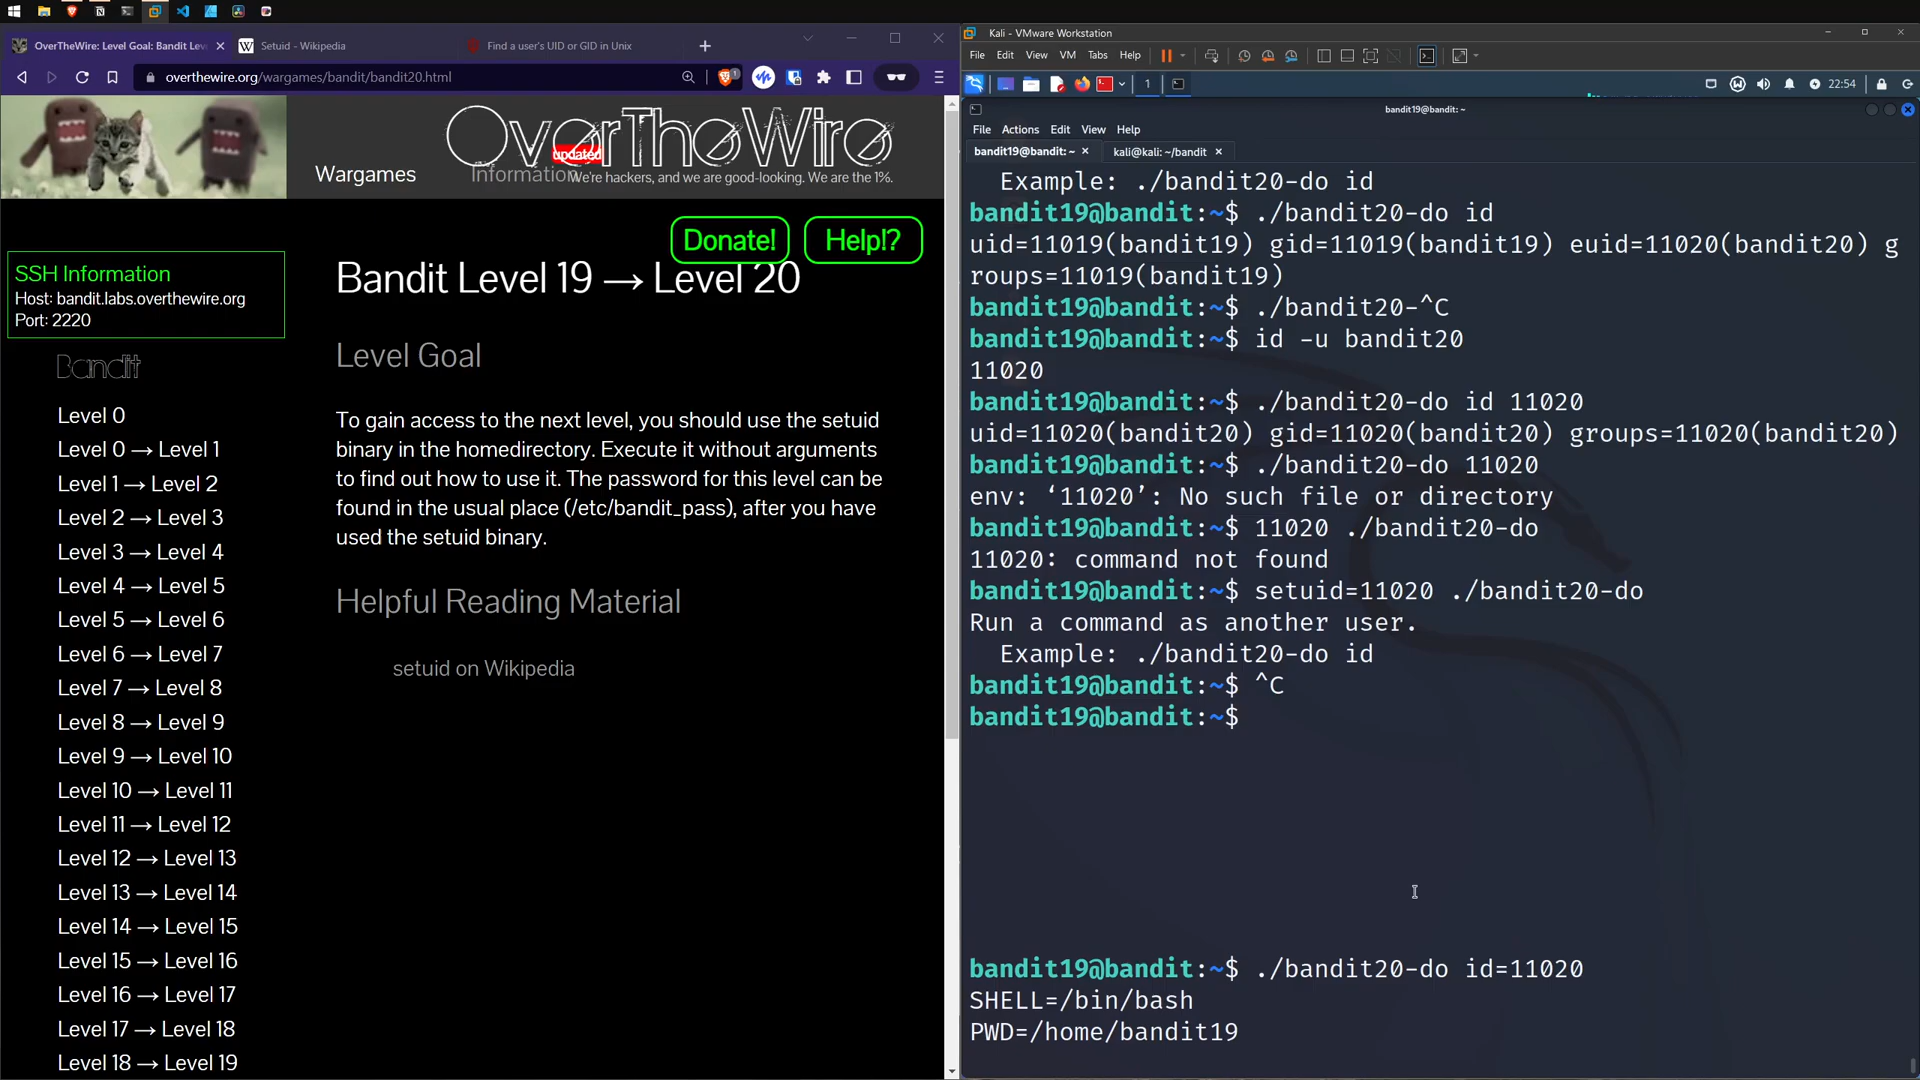 OverTheWire: Level Goal: Bandit Lev
Setuid - Wikipedia
Find a user's UID or GID in Unix
overthewire.org/wargames/bandit/bandit20.html
Wargames
Information
updated
OverTheWire
We're hackers, and we are good-looking. We are the 1%.
Donate!
Help!?
SSH Information
Host: bandit.labs.overthewire.org
Port: 2220
Bandit
Level 0
Level 0 → Level 1
Level 1 → Level 2
Level 2 → Level 3
Level 3 → Level 4
Level 4 → Level 5
Level 5 → Level 6
Level 6 → Level 7
Level 7 → Level 8
Level 8 → Level 9
Level 9 → Level 10
Level 10 → Level 11
Level 11 → Level 12
Level 12 → Level 13
Level 13 → Level 14
Level 14 → Level 15
Level 15 → Level 16
Level 16 → Level 17
Level 17 → Level 18
Level 18 → Level 19
Bandit Level 19 → Level 20
Level Goal
To gain access to the next level, you should use the setuid
binary in the homedirectory. Execute it without arguments
to find out how to use it. The password for this level can be
found in the usual place (/etc/bandit_pass), after you have
used the setuid binary.
Helpful Reading Material
setuid on Wikipedia
Kali - VMware Workstation
File Edit View VM Tabs Help
1
22:54
bandit19@bandit: ~
File Actions Edit View Help
bandit19@bandit: ~
kali@kali: ~/bandit
Example: ./bandit20-do id
bandit19@bandit:~$ ./bandit20-do id
uid=11019(bandit19) gid=11019(bandit19) euid=11020(bandit20) g
roups=11019(bandit19)
bandit19@bandit:~$ ./bandit20-^C
bandit19@bandit:~$ id -u bandit20
11020
bandit19@bandit:~$ ./bandit20-do id 11020
uid=11020(bandit20) gid=11020(bandit20) groups=11020(bandit20)
bandit19@bandit:~$ ./bandit20-do 11020
env: ‘11020’: No such file or directory
bandit19@bandit:~$ 11020 ./bandit20-do
11020: command not found
bandit19@bandit:~$ setuid=11020 ./bandit20-do
Run a command as another user.
Example: ./bandit20-do id
bandit19@bandit:~$ ^C
bandit19@bandit:~$
bandit19@bandit:~$ ./bandit20-do id=11020
SHELL=/bin/bash
PWD=/home/bandit19